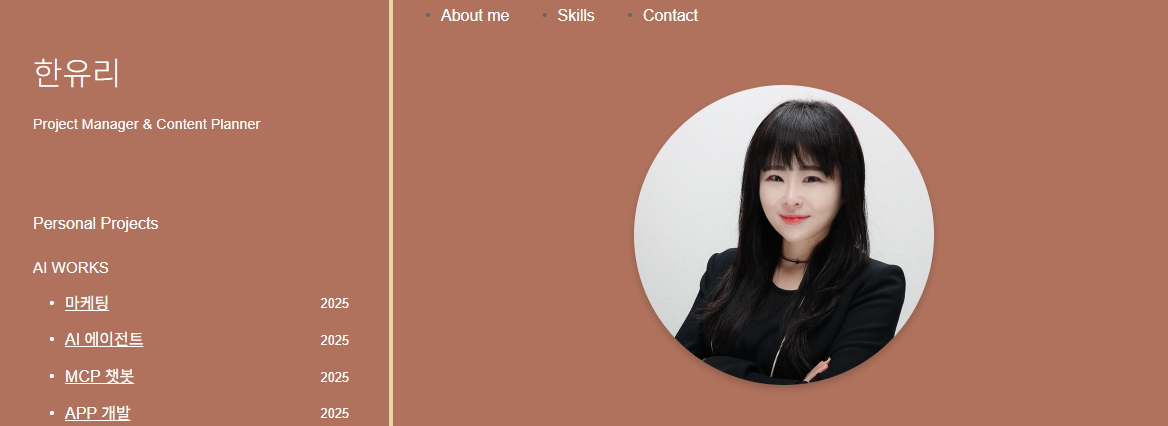 About me
Skills
Contact
한유리
Project Manager & Content Planner
Personal Projects
AI WORKS
마케팅 2025
AI 에이전트 2025
MCP 챗봇 2025
APP 개발 2025